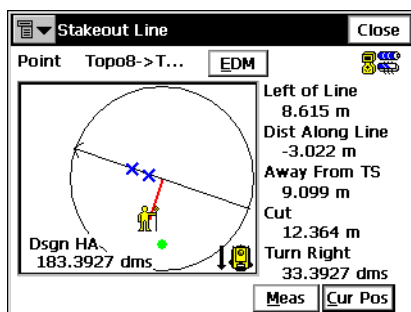 Stakeout Line
Close
Point Topo8->T... EDM
Left of Line
8.615 m
Dist Along Line
-3.022 m
Away From TS
9.099 m
Cut
12.364 m
Turn Right
33.3927 dms
Dsgn HA
183.3927 dms
Meas Cur Pos